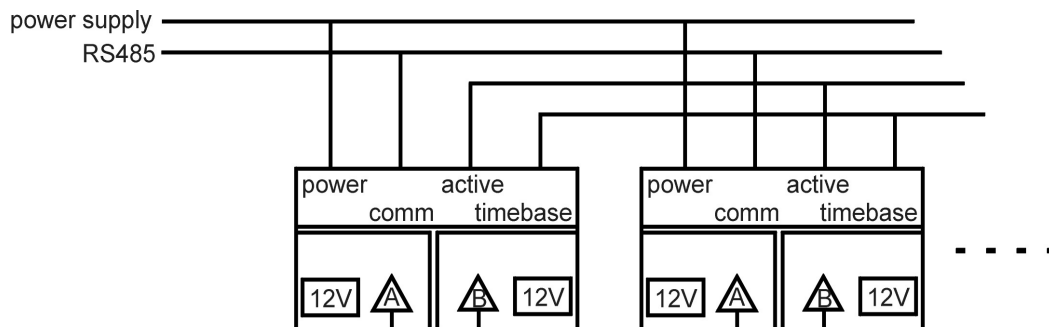 power supply
RS485
power active power active
comm timebase comm timebase
12V A B 12V 12V A B 12V